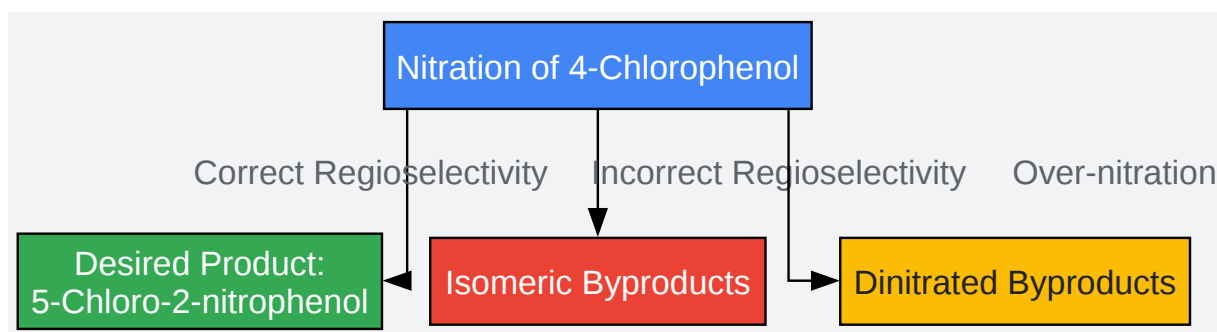 Nitration of 4-Chlorophenol
Correct Regioselectivity
Incorrect Regioselectivity
Over-nitration
Desired Product:
5-Chloro-2-nitrophenol
Isomeric Byproducts
Dinitrated Byproducts